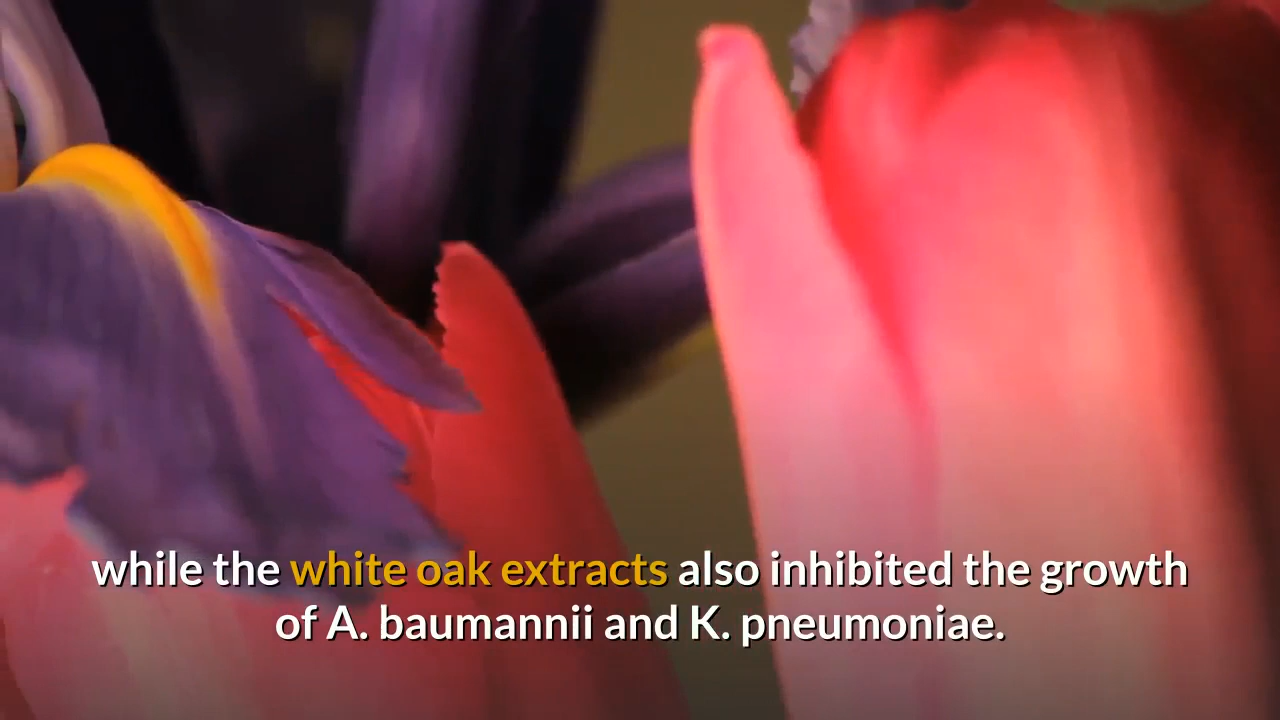 while the white oak extracts also inhibited the growth
of A. baumannii and K. pneumoniae.